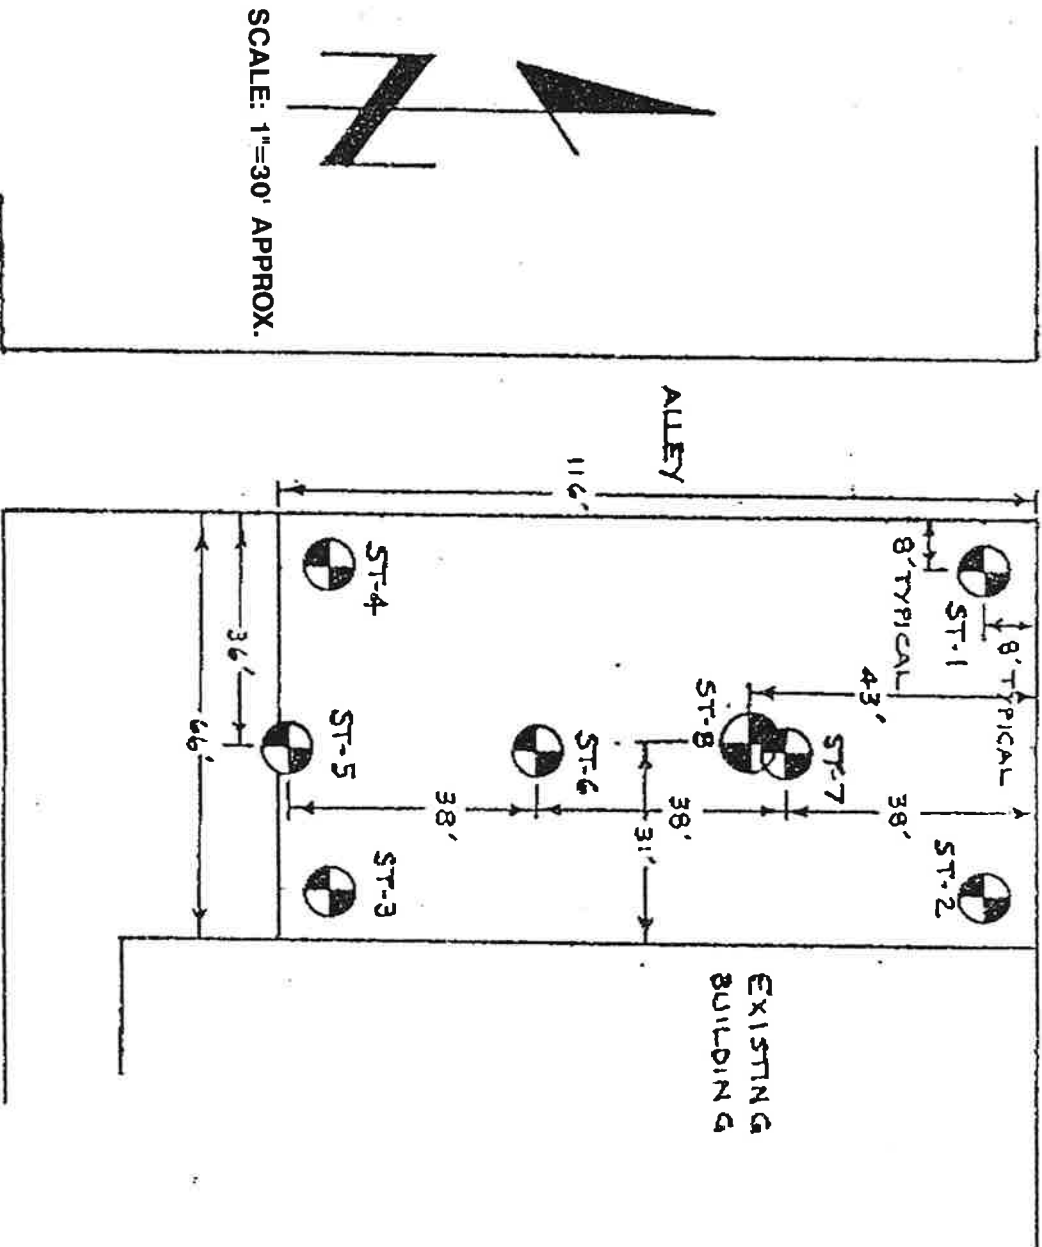 N
SCALE: 1"=30' APPROX.
ALLEY
116'
8' TYPICAL
8' TYPICAL
ST-1
ST-2
43'
38'
ST-7
ST-8
38'
31'
ST-6
38'
ST-4
ST-5
ST-3
36'
66'
EXISTING
BUILDING